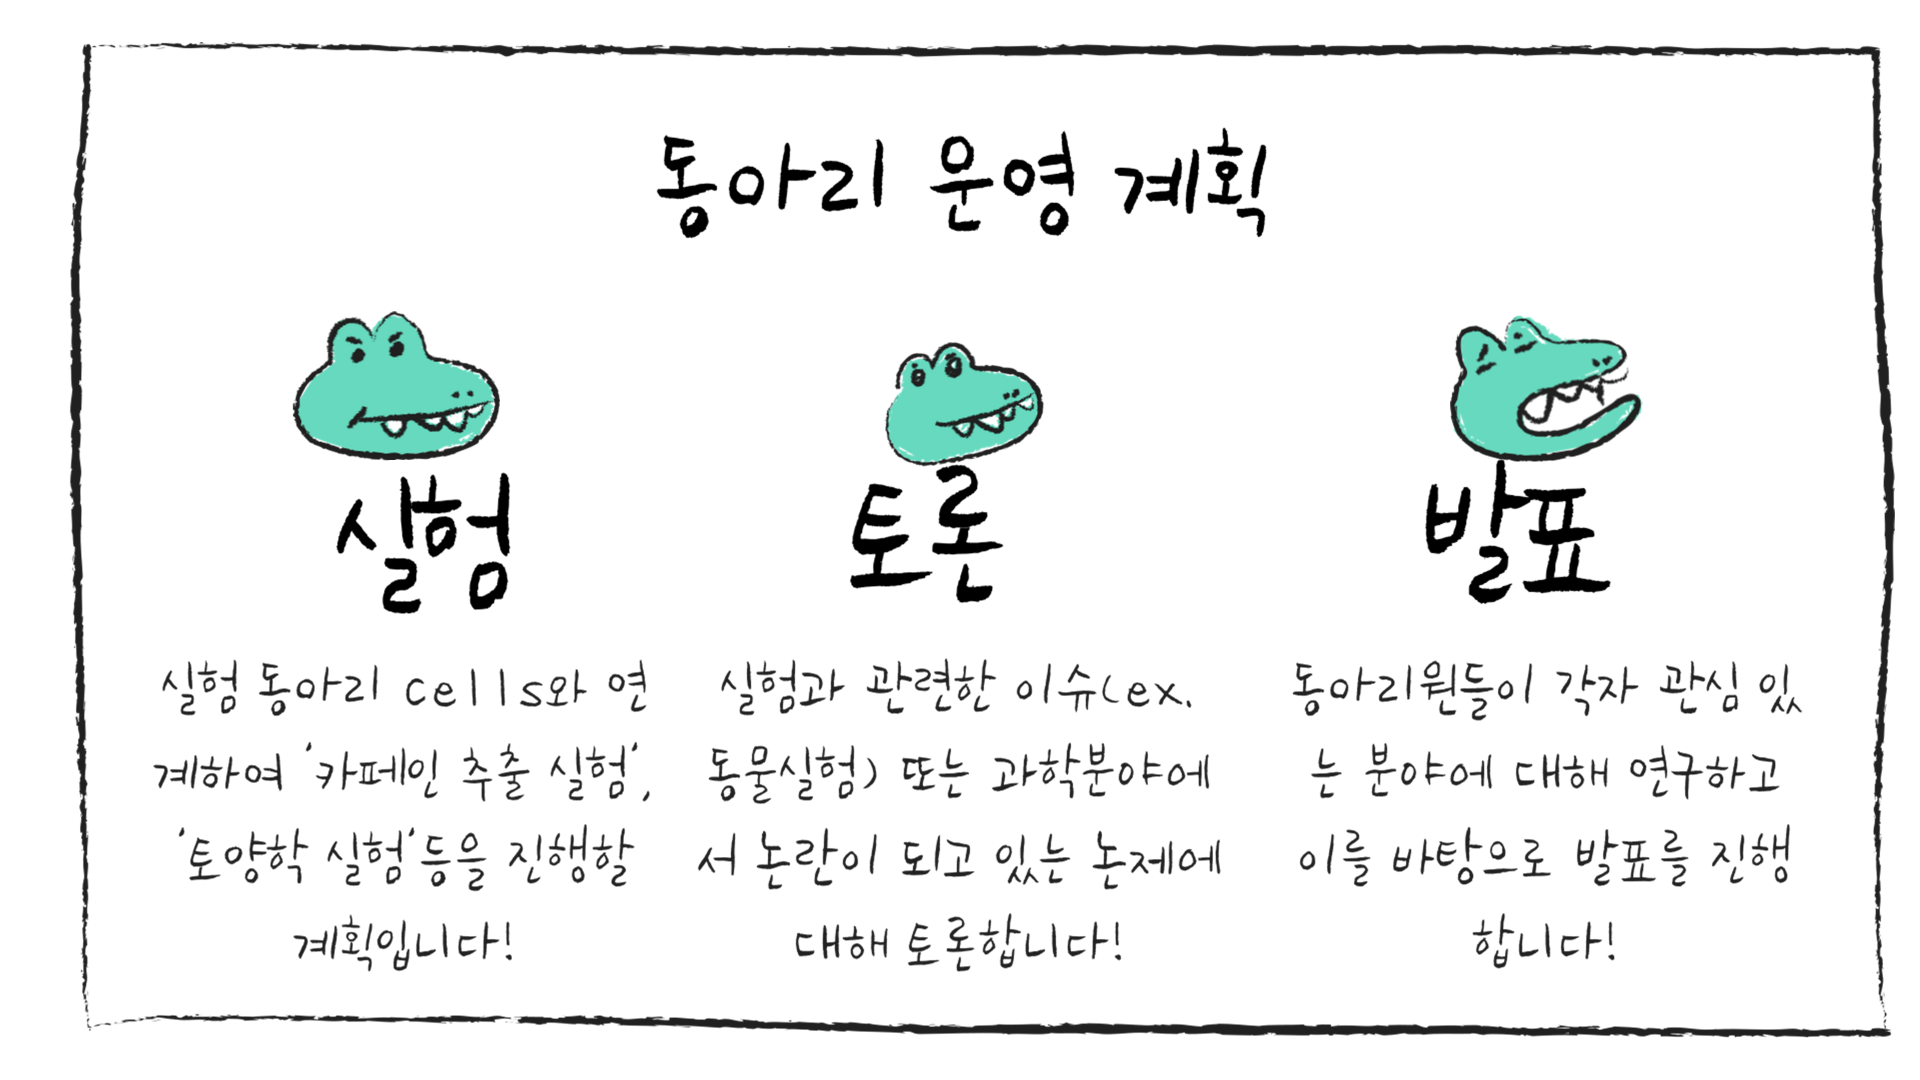 동아리 운영 계획
실험
실험 동아리 cells와 연
계하여 '카페인 추출 실험',
'토양학 실험'등을 진행할
계획입니다!
토론
실험과 관련한 이슈(ex.
동물실험) 또는 과학분야에
서 논란이 되고 있는 논제에
대해 토론합니다!
발표
동아리원들이 각자 관심 있
는 분야에 대해 연구하고
이를 바탕으로 발표를 진행
합니다!